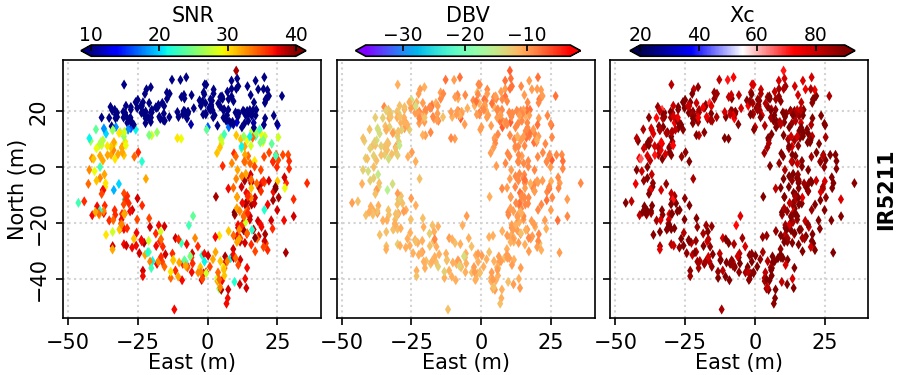 SNR DBV Xc
10 20 30 40 −30 −20 −10 20 40 60 80
North (m)
20
0
−20
−40
−50 −25 0 25 −50 −25 0 25 −50 −25 0 25
East (m) East (m) East (m)
IR5211